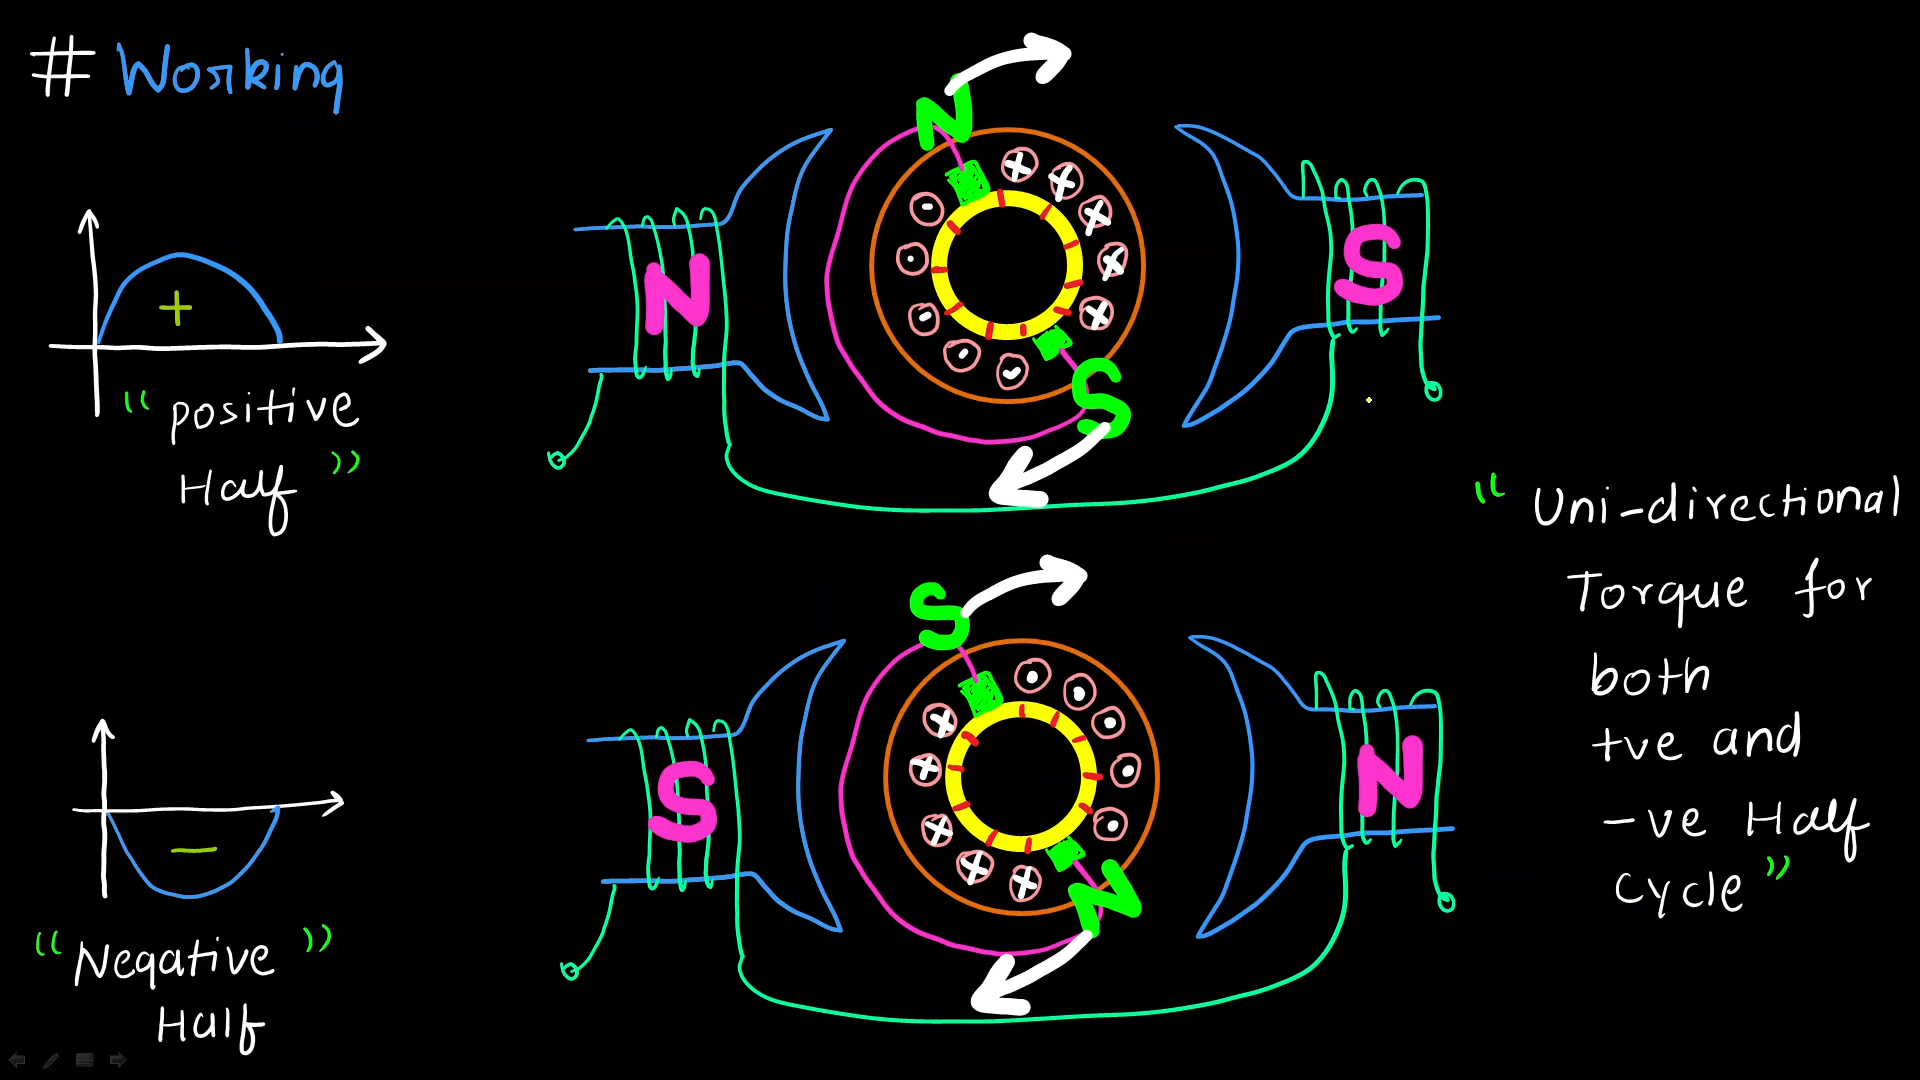 # Working
N
+
N
S
S
" positive
Half "
" Uni-directional
Torque for
both
+ve and
-ve Half
cycle "
S
S
N
N
-
" Negative
Half